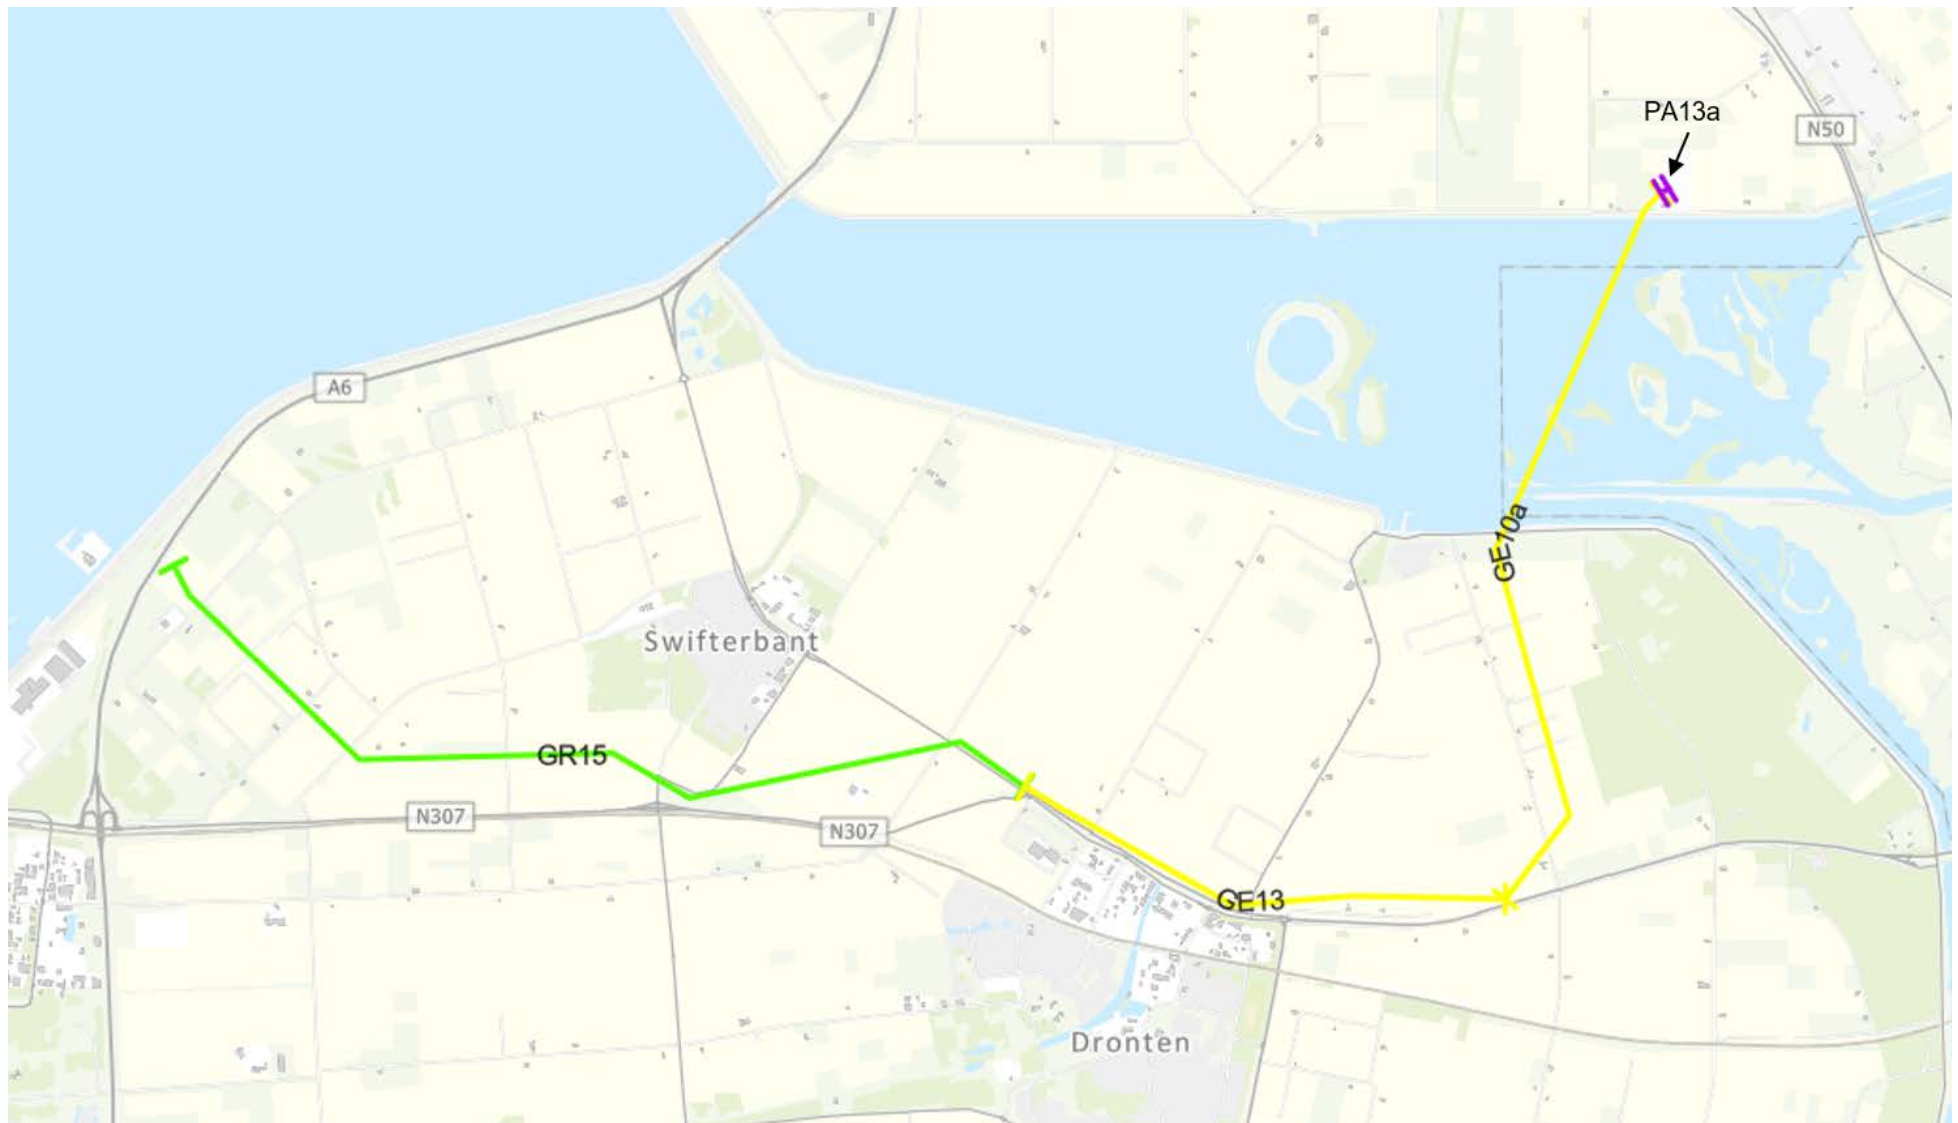 PA13a
N50
A6
GE10a
Swifterbant
GR15
N307
N307
GE13
Dronten